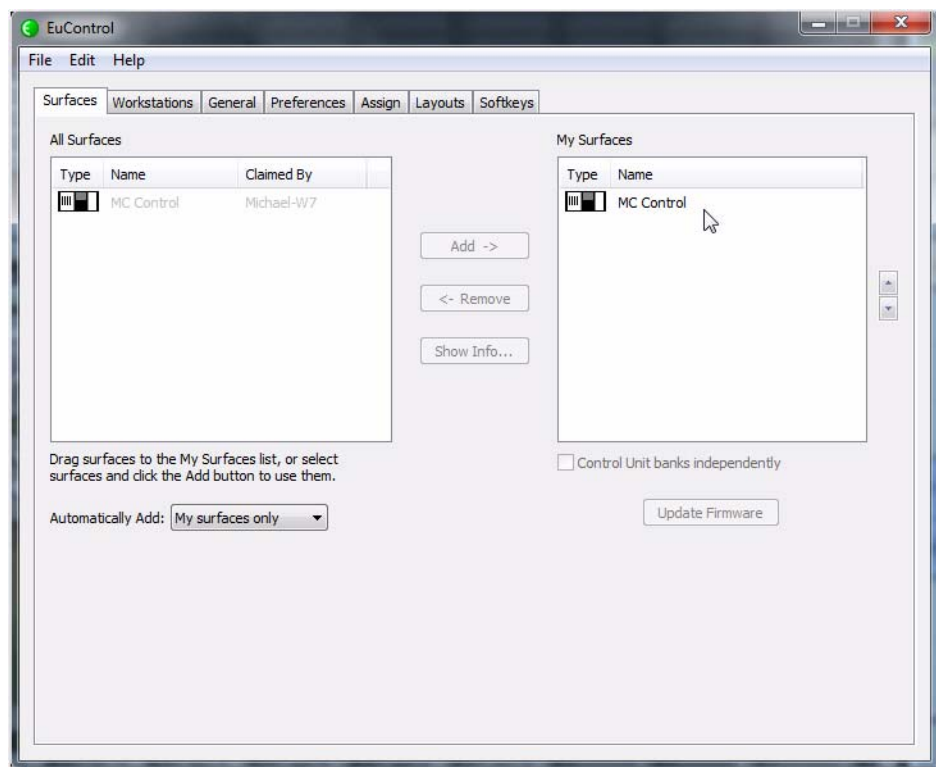 EuControl
File Edit Help
Surfaces Workstations General Preferences Assign Layouts Softkeys
All Surfaces
Type Name Claimed By
MC Control Michael-W7
Add ->
<- Remove
Show Info...
Drag surfaces to the My Surfaces list, or select
surfaces and click the Add button to use them.
Automatically Add: My surfaces only
My Surfaces
Type Name
MC Control
Control Unit banks independently
Update Firmware